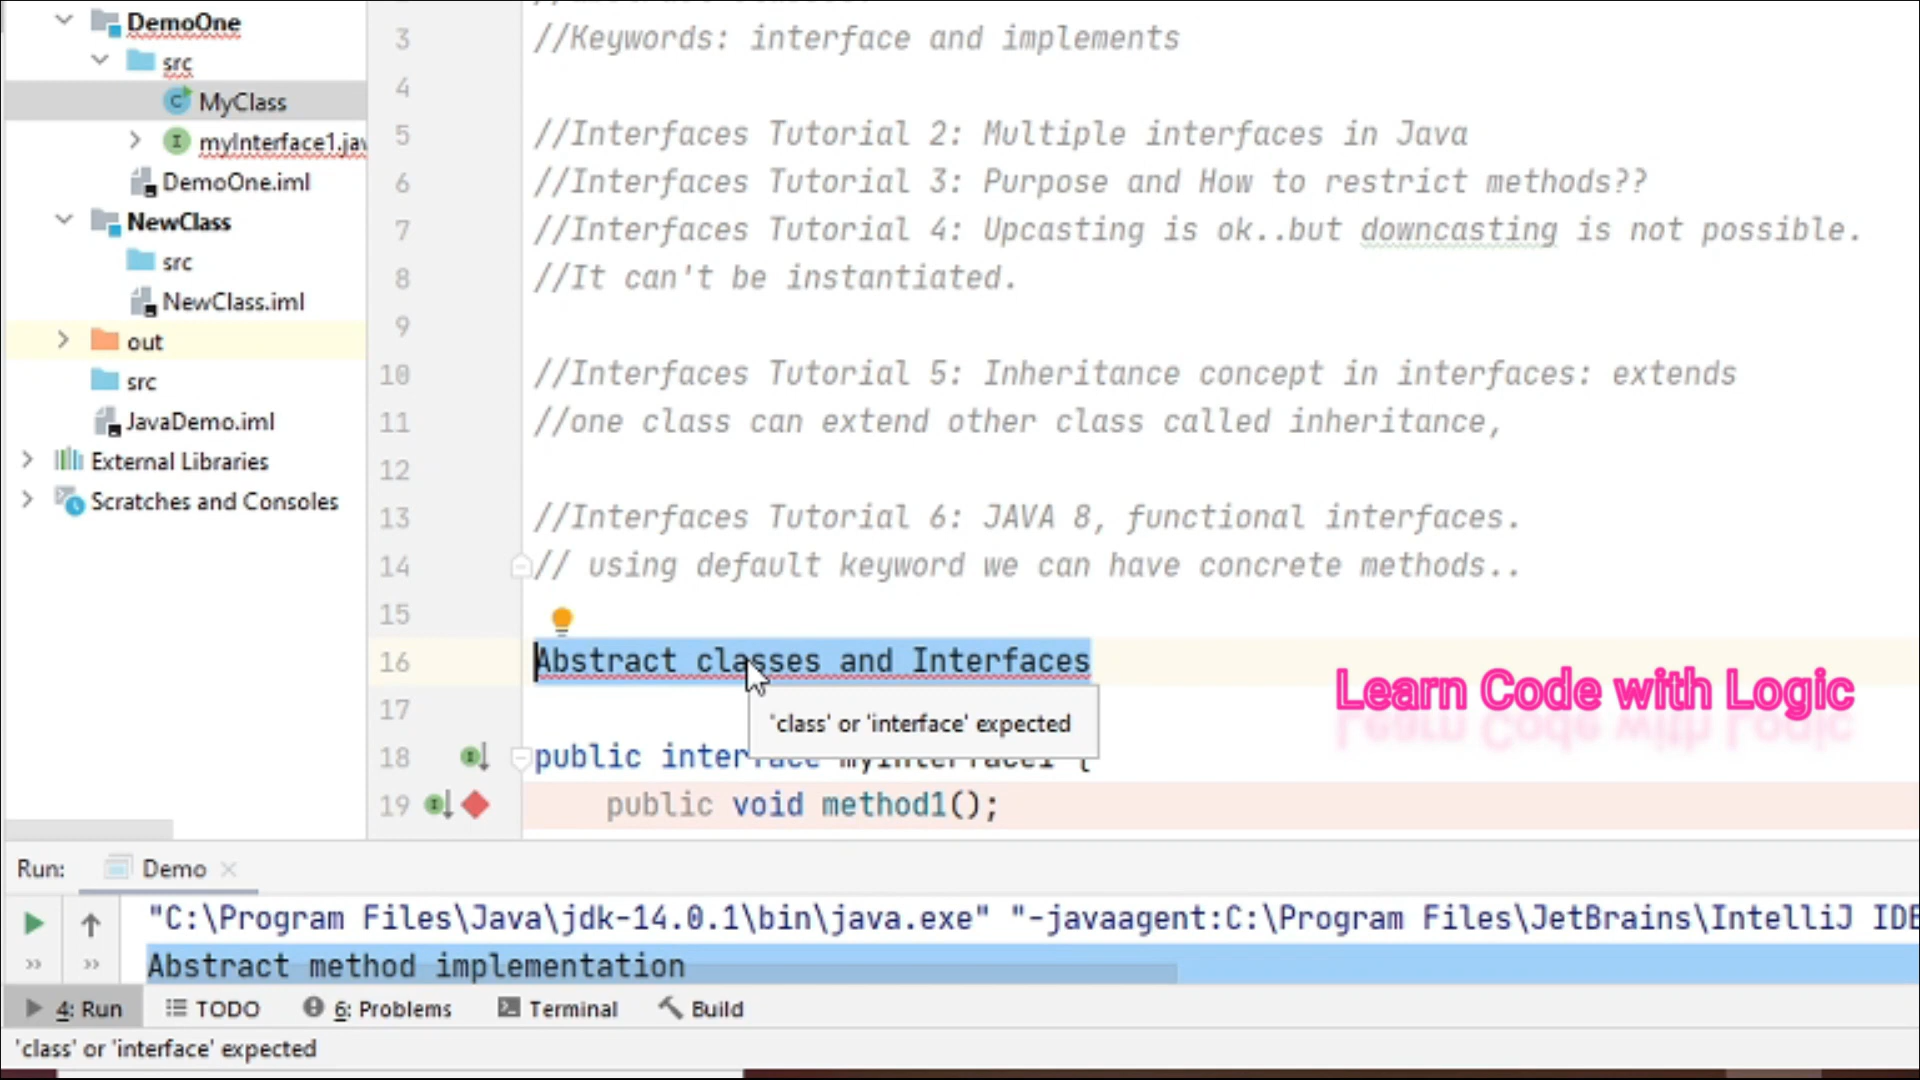 DemoOne
src
MyClass
myInterface1.jav
DemoOne.iml
NewClass
src
NewClass.iml
out
src
JavaDemo.iml
External Libraries
Scratches and Consoles
3 //Keywords: interface and implements
4
5 //Interfaces Tutorial 2: Multiple interfaces in Java
6 //Interfaces Tutorial 3: Purpose and How to restrict methods??
7 //Interfaces Tutorial 4: Upcasting is ok..but downcasting is not possible.
8 //It can't be instantiated.
9
10 //Interfaces Tutorial 5: Inheritance concept in interfaces: extends
11 //one class can extend other class called inheritance,
12
13 //Interfaces Tutorial 6: JAVA 8, functional interfaces.
14 // using default keyword we can have concrete methods..
15
16 Abstract classes and Interfaces
17
'class' or 'interface' expected
18 public interface myInterface1 {
19 public void method1();
Learn Code with Logic
Run: Demo
"C:\Program Files\Java\jdk-14.0.1\bin\java.exe" "-javaagent:C:\Program Files\JetBrains\IntelliJ IDE
Abstract method implementation
4: Run TODO 6: Problems Terminal Build
'class' or 'interface' expected